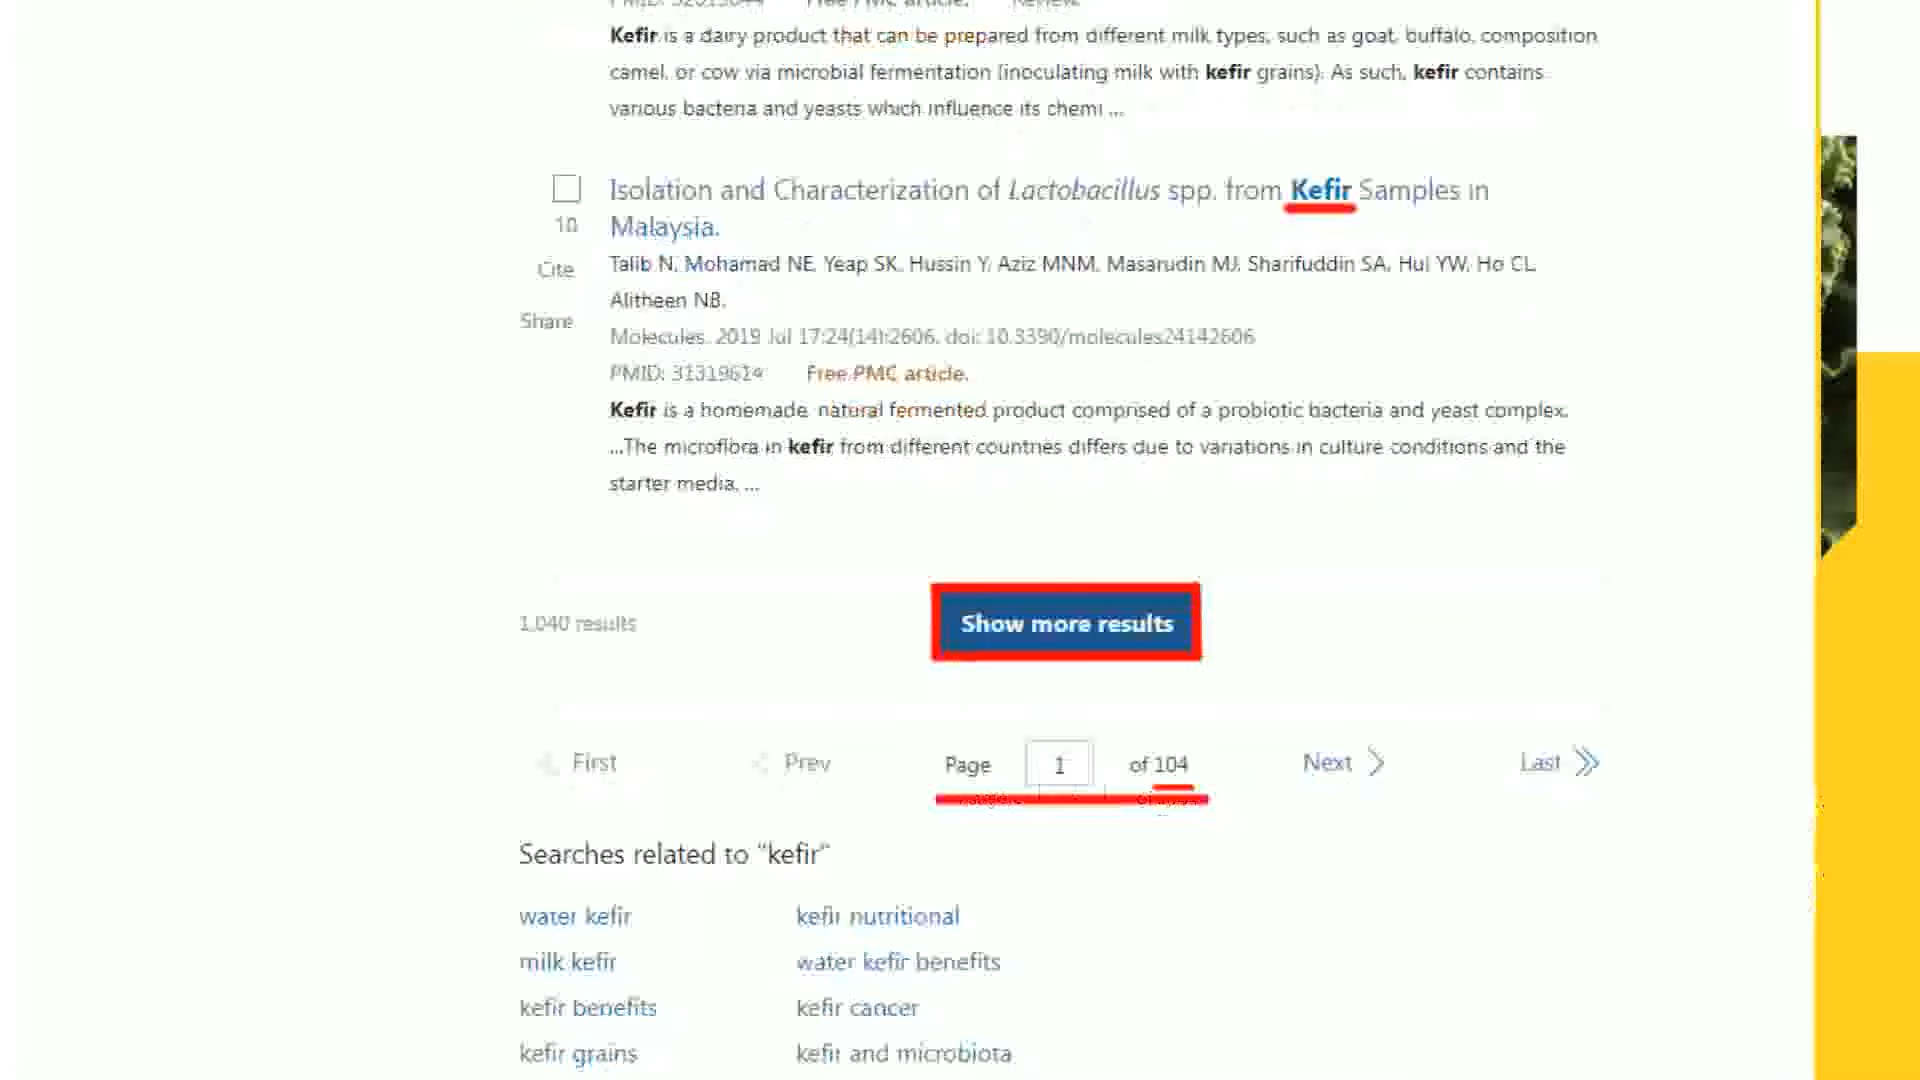 Free PMC article. Review.
Kefir is a dairy product that can be prepared from different milk types, such as goat, buffalo, composition
camel, or cow via microbial fermentation (inoculating milk with kefir grains). As such, kefir contains
various bacteria and yeasts which influence its chemi ...
Isolation and Characterization of Lactobacillus spp. from Kefir Samples in
Malaysia.
10
Cite
Share
Talib N, Mohamad NE, Yeap SK, Hussin Y, Aziz MNM, Masarudin MJ, Sharifuddin SA, Hui YW, Ho CL,
Alitheen NB.
Molecules. 2019 Jul 17;24(14):2606. doi: 10.3390/molecules24142606
PMID: 31319614 Free PMC article.
Kefir is a homemade, natural fermented product comprised of a probiotic bacteria and yeast complex.
...The microflora in kefir from different countries differs due to variations in culture conditions and the
starter media. ...
1,040 results
Show more results
First
Prev
Page 1 of 104
Next
Last
Searches related to "kefir"
water kefir
kefir nutritional
milk kefir
water kefir benefits
kefir benefits
kefir cancer
kefir grains
kefir and microbiota